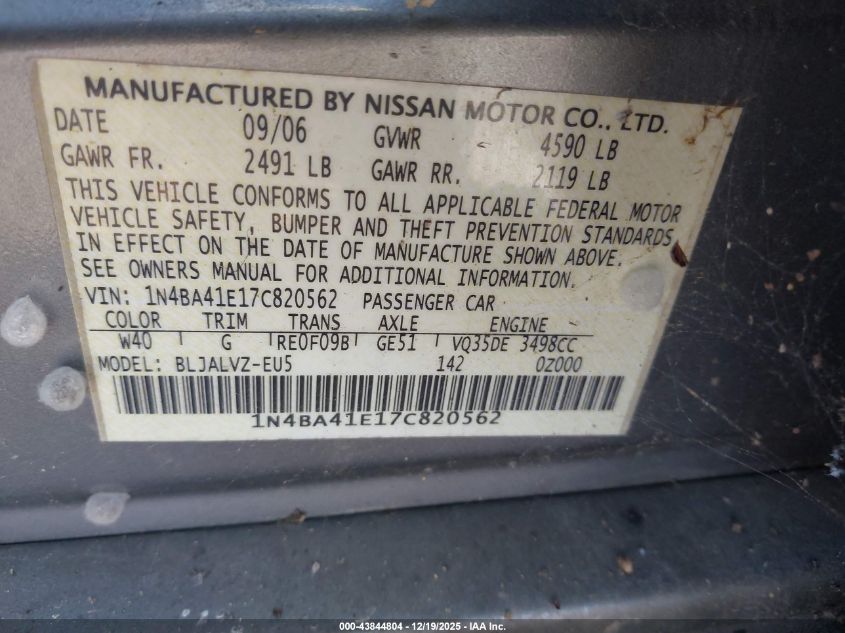 MANUFACTURED BY NISSAN MOTOR CO., LTD.
DATE 09/06 GVWR 4590 LB
GAWR FR. 2491 LB GAWR RR. 2119 LB
THIS VEHICLE CONFORMS TO ALL APPLICABLE FEDERAL MOTOR
VEHICLE SAFETY, BUMPER AND THEFT PREVENTION STANDARDS
IN EFFECT ON THE DATE OF MANUFACTURE SHOWN ABOVE.
SEE OWNERS MANUAL FOR ADDITIONAL INFORMATION.
VIN: 1N4BA41E17C820562 PASSENGER CAR
COLOR TRIM TRANS AXLE ENGINE
W40 G RE0F09B GE51 VQ35DE 3498CC
MODEL: BLJALVZ-EU5 142 0Z000
1N4BA41E17C820562
000-43844804 - 12/19/2025 - IAA Inc.